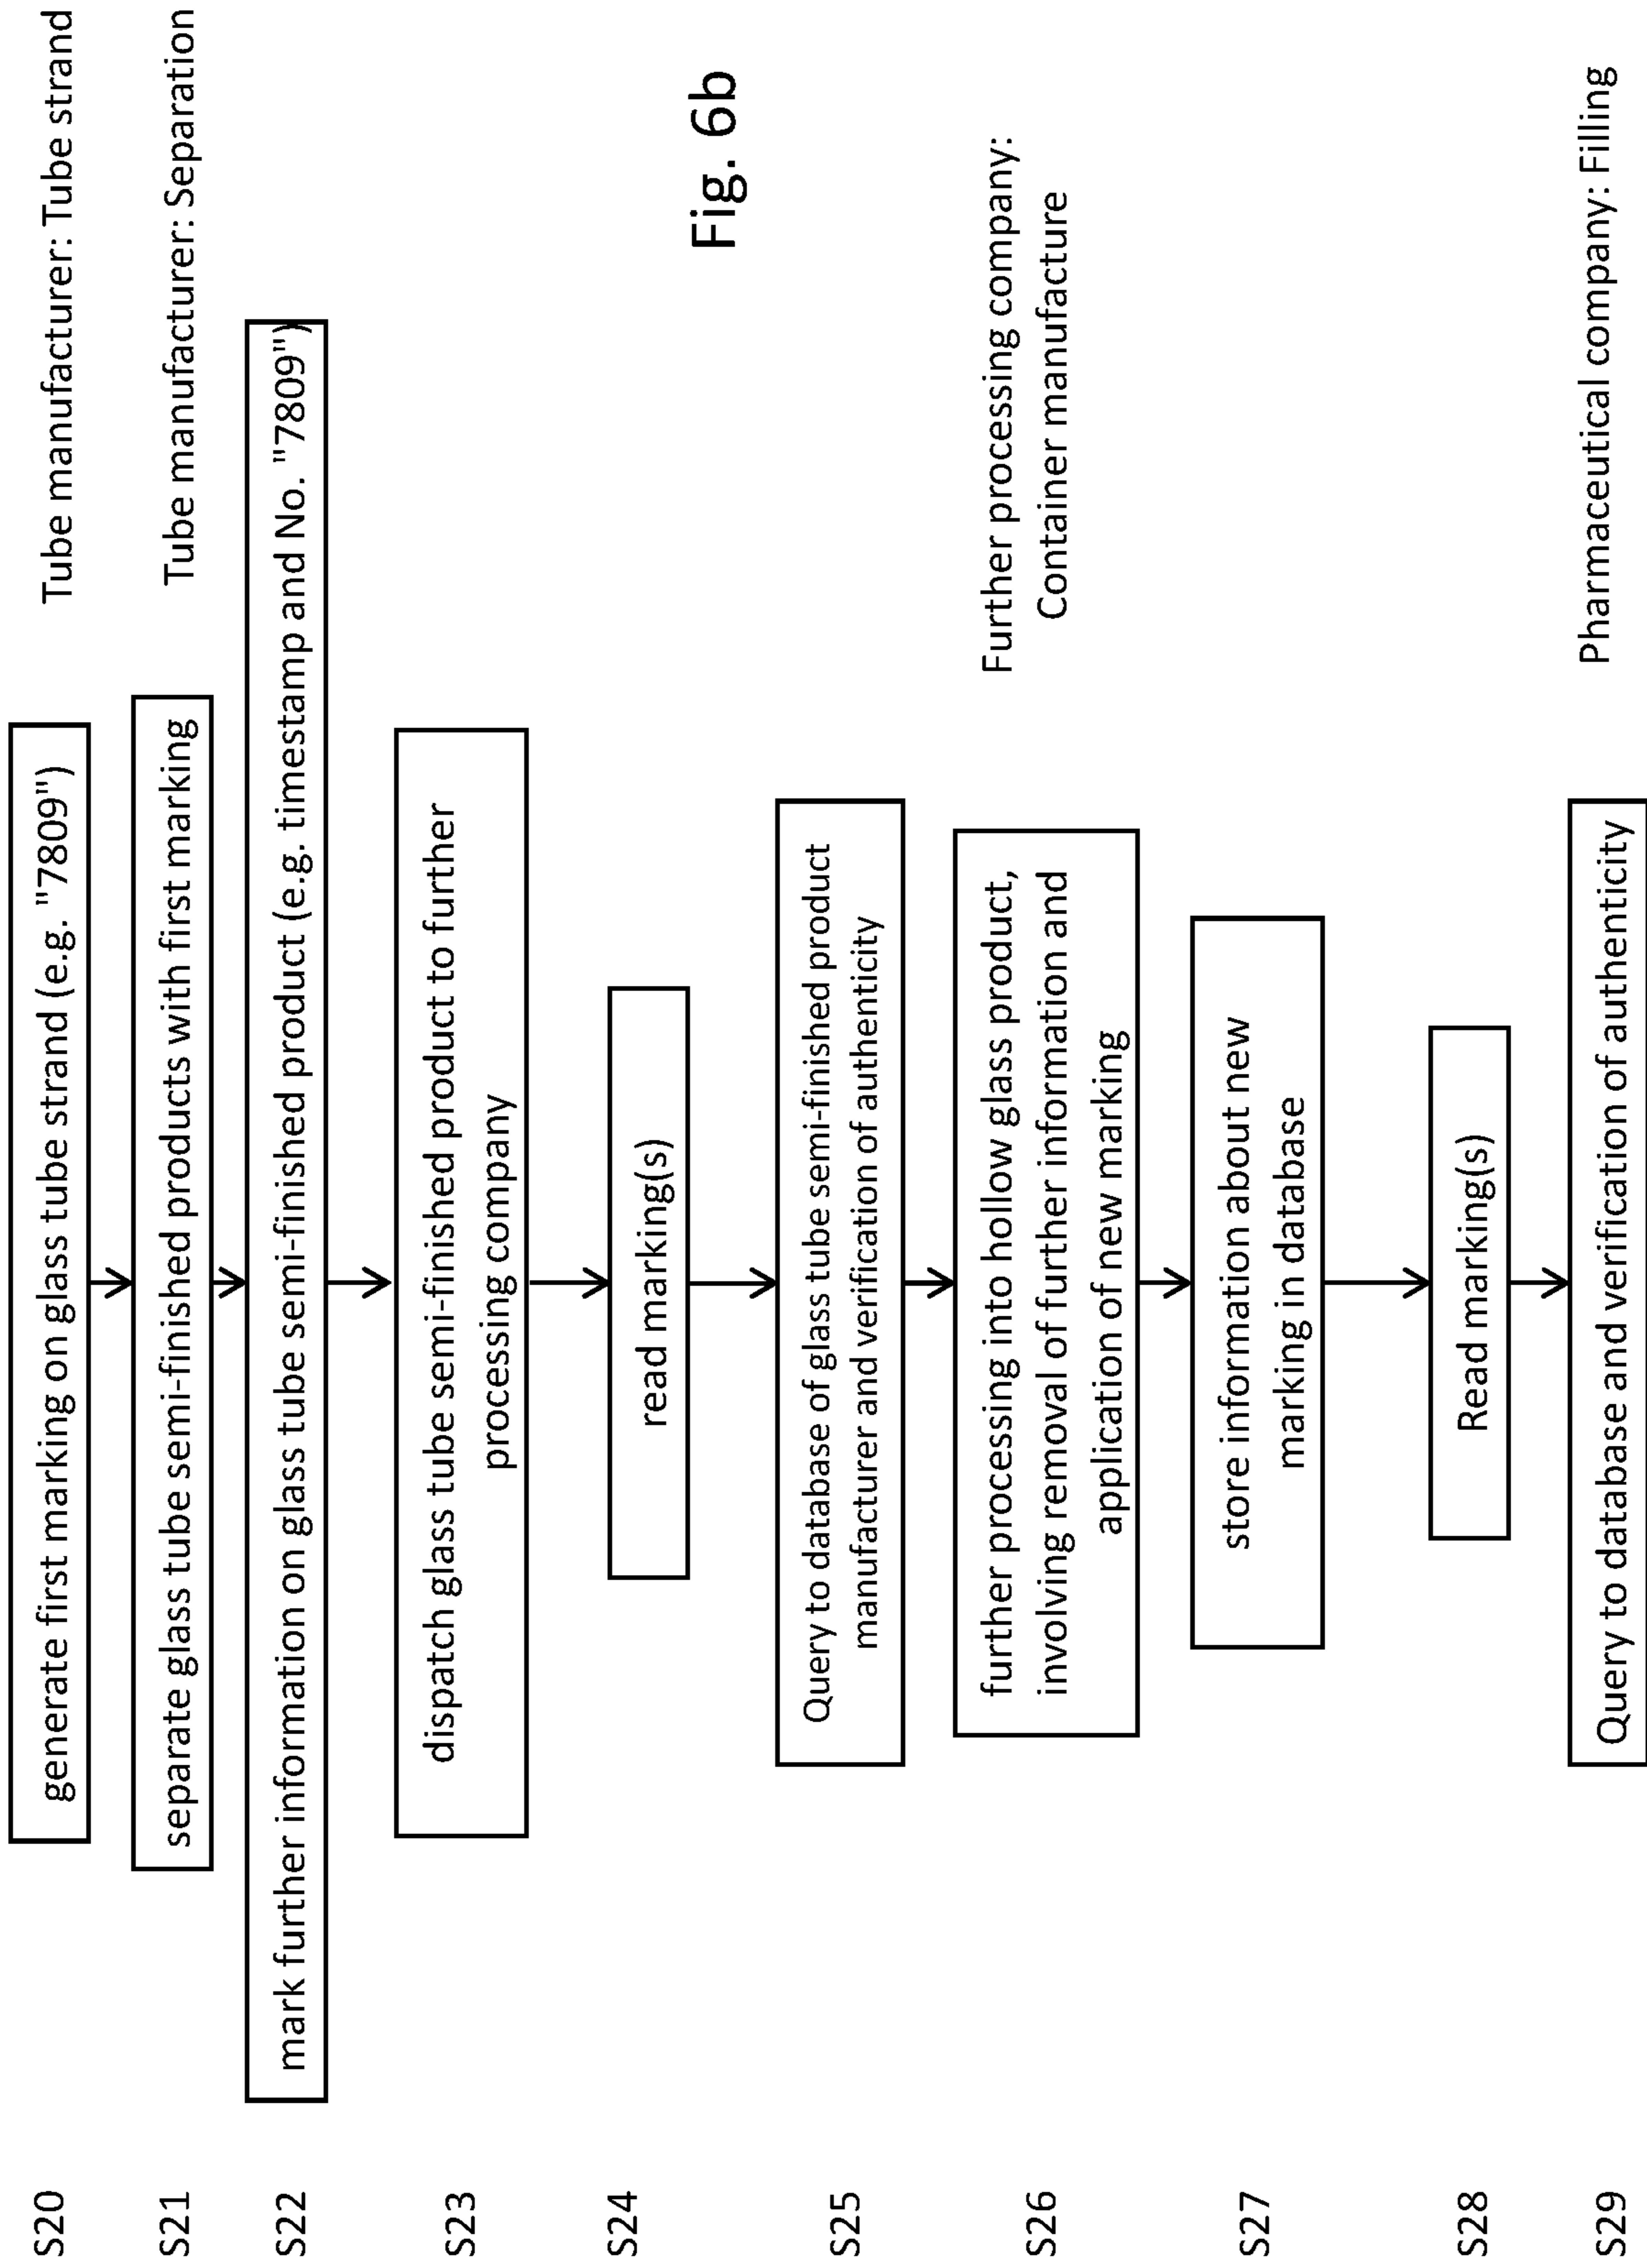 S20
generate first marking on glass tube strand (e.g. "7809")
Tube manufacturer: Tube strand
S21
separate glass tube semi-finished products with first marking
Tube manufacturer: Separation
S22
mark further information on glass tube semi-finished product (e.g. timestamp and No. "7809")
S23
dispatch glass tube semi-finished product to further
processing company
S24
read marking(s)
Fig. 6b
S25
Query to database of glass tube semi-finished product
manufacturer and verification of authenticity
S26
further processing into hollow glass product,
involving removal of further information and
application of new marking
Further processing company:
Container manufacture
S27
store information about new
marking in database
S28
Read marking(s)
S29
Query to database and verification of authenticity
Pharmaceutical company: Filling